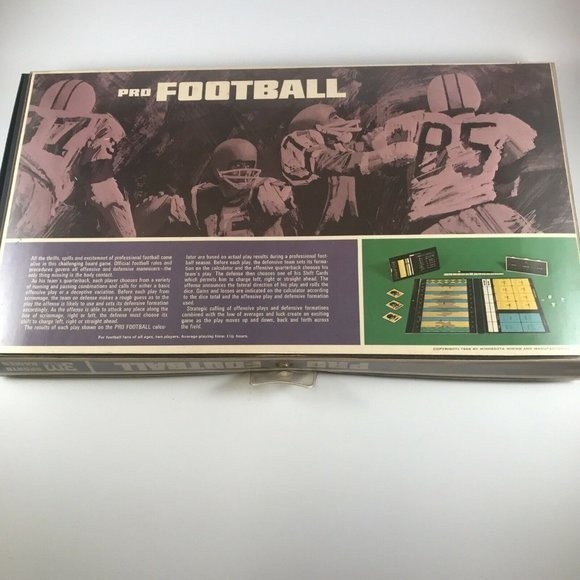 PRO FOOTBALL
85
All the thrills, spills and excitement of professional football come
alive in this challenging board game. Official football rules and
procedures govern all offensive and defensive maneuvers—the
only thing missing is the body contact.
As his team's quarterback, each player chooses from a variety
of running and passing combinations and calls for either a basic
offensive play or a deceptive variation. Before each play from
scrimmage, the team on defense makes a rough guess as to the
play the offense is likely to use and sets its defensive formation
accordingly. As the offense is able to attack any place along the
line of scrimmage, right or left, the defense must choose its
shift to charge left, right or straight ahead.
The results of each play shown on the PRO FOOTBALL calcu-
lator are based on actual play results during a professional foot-
ball season. Before each play, the defensive team sets its forma-
tion on the calculator and the offensive quarterback chooses his
team's play. The defense then chooses one of his Shift Cards
which permits him to charge left, right or straight ahead. The
offense announces the lateral direction of his play and rolls the
dice. Gains and losses are indicated on the calculator according
to the dice total and the offensive play and defensive formation
used.
Strategic calling of offensive plays and defensive formations
combined with the law of averages and luck create an exciting
game as the play moves up and down, back and forth across
the field.
For football fans of all ages, two players. Average playing time: 1½ hours.
PRO FOOTBALL
3M